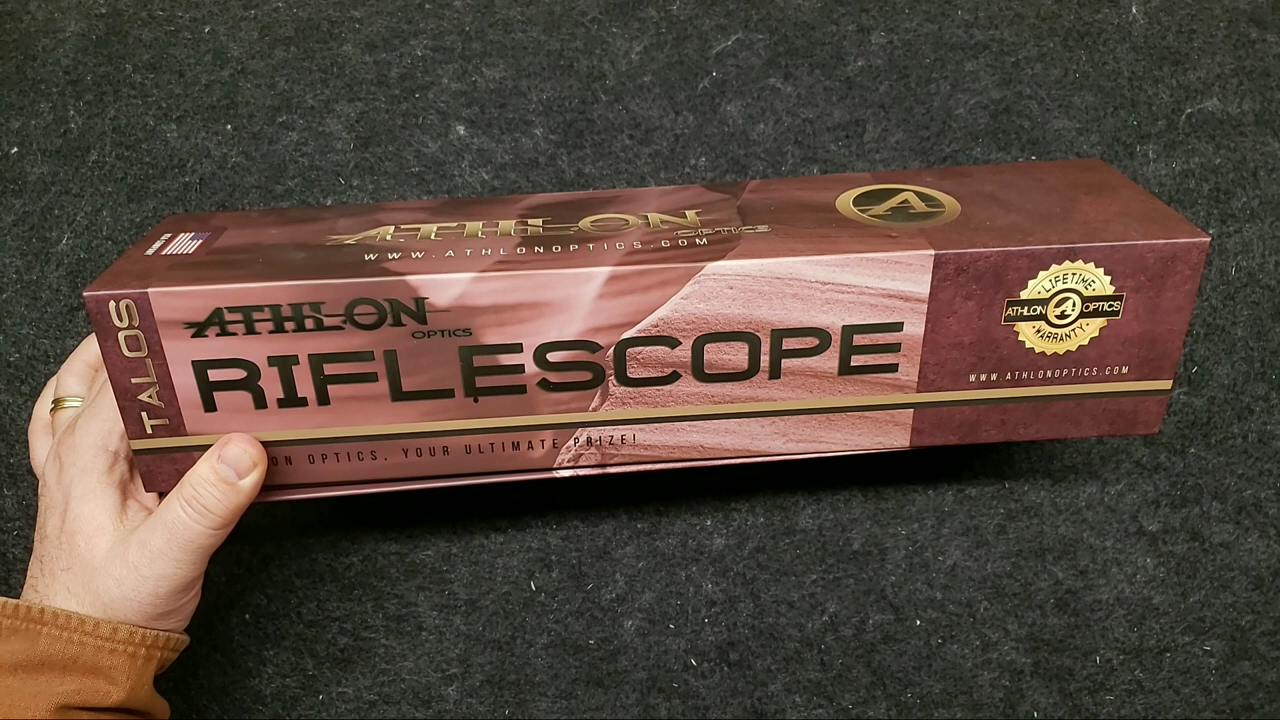 ATHLON
OPTICS
WWW.ATHLONOPTICS.COM
A
TALOS
ATHLON
OPTICS
RIFLESCOPE
ON OPTICS, YOUR ULTIMATE PRIZE!
LIFETIME
ATHLON A OPTICS
WARRANTY
WWW.ATHLONOPTICS.COM